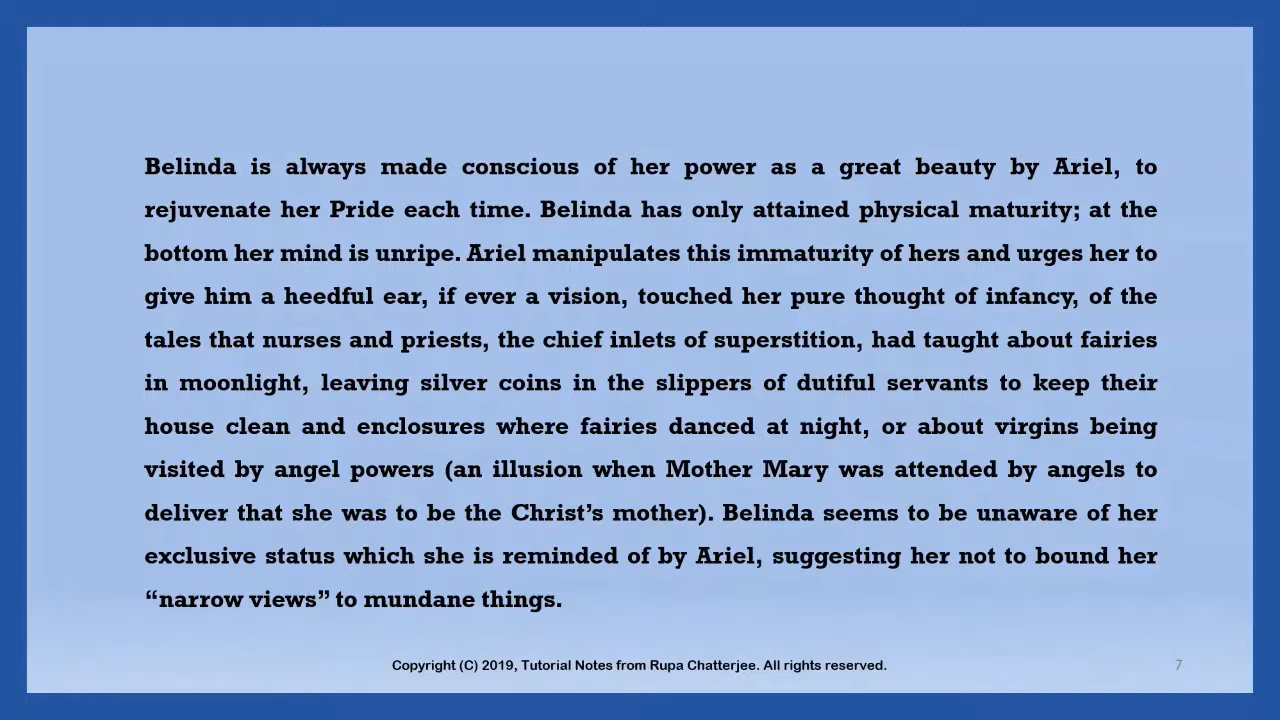 Belinda is always made conscious of her power as a great beauty by Ariel, to
rejuvenate her Pride each time. Belinda has only attained physical maturity; at the
bottom her mind is unripe. Ariel manipulates this immaturity of hers and urges her to
give him a heedful ear, if ever a vision, touched her pure thought of infancy, of the
tales that nurses and priests, the chief inlets of superstition, had taught about fairies
in moonlight, leaving silver coins in the slippers of dutiful servants to keep their
house clean and enclosures where fairies danced at night, or about virgins being
visited by angel powers (an illusion when Mother Mary was attended by angels to
deliver that she was to be the Christ’s mother). Belinda seems to be unaware of her
exclusive status which she is reminded of by Ariel, suggesting her not to bound her
“narrow views” to mundane things.
Copyright (C) 2019, Tutorial Notes from Rupa Chatterjee. All rights reserved.
7